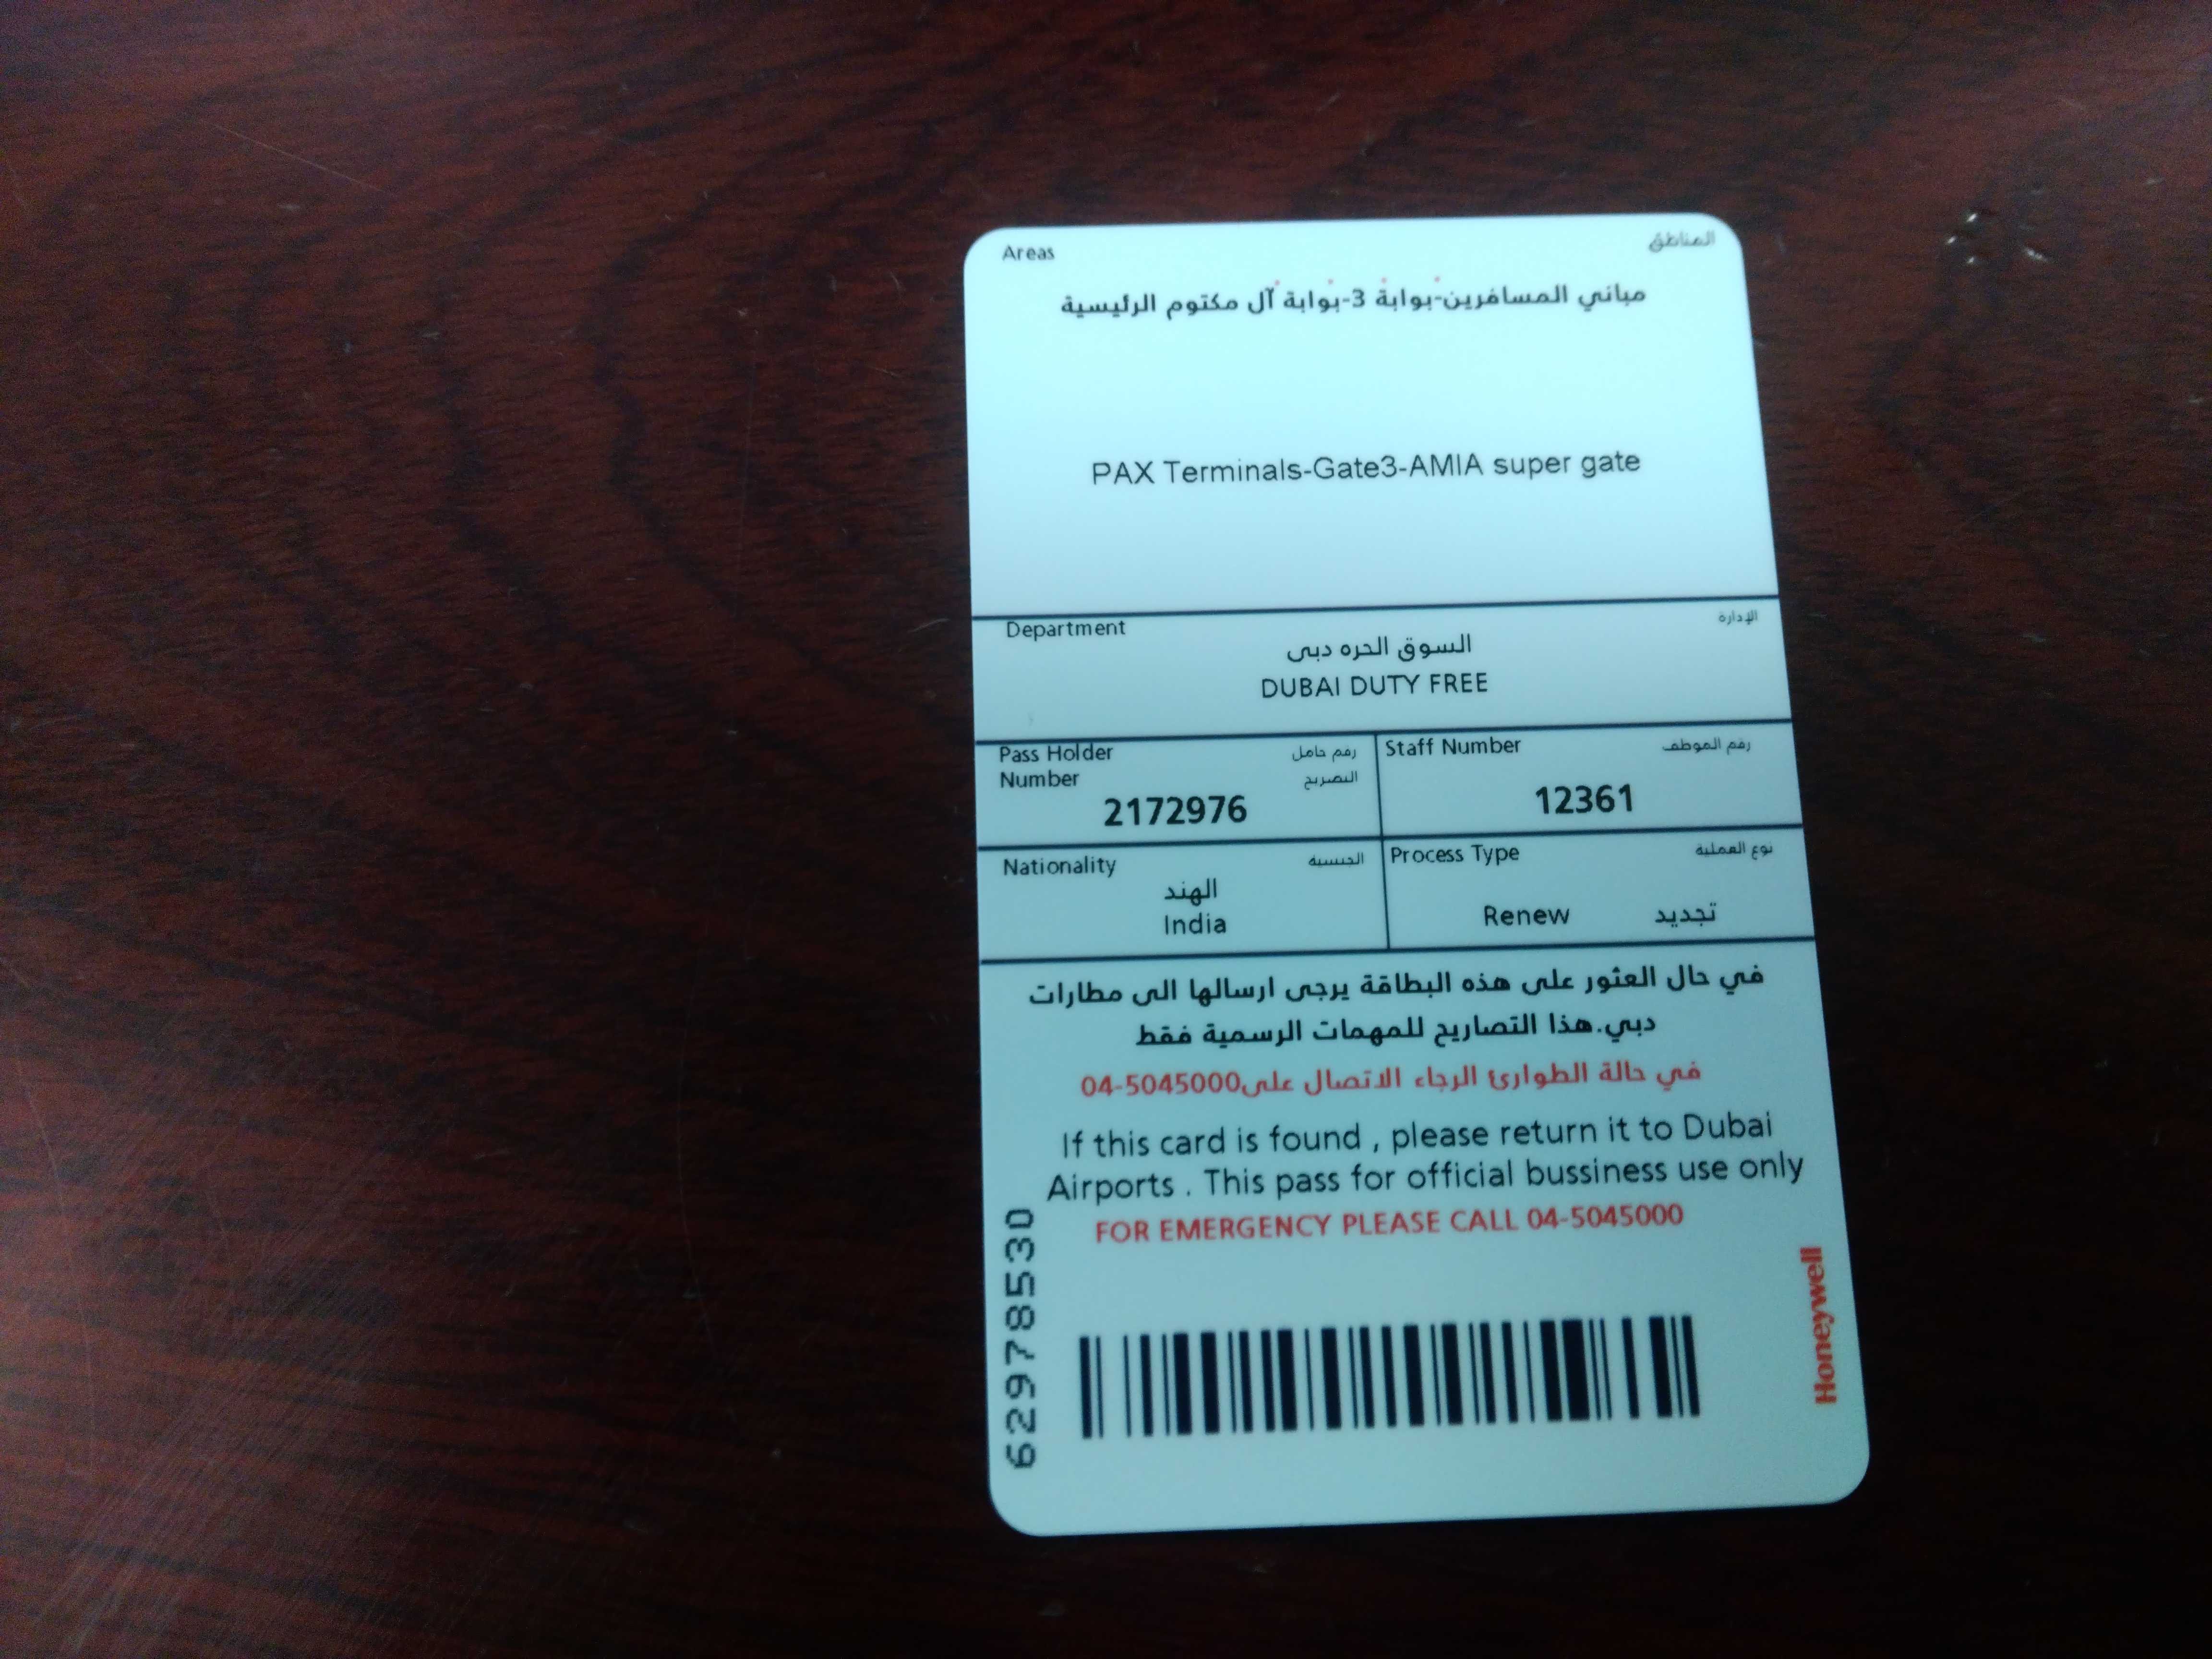 Areas المناطق
مباني المسافرين-بوابة 3-بوابة آل مكتوم الرئيسية
PAX Terminals-Gate3-AMIA super gate
Department الإدارة
السوق الحره دبى
DUBAI DUTY FREE
Pass Holder رقم حامل
Number التصريح
2172976
Staff Number رقم الموظف
12361
Nationality الجنسية
الهند
India
Process Type نوع العملية
Renew تجديد
في حال العثور على هذه البطاقة يرجى ارسالها الى مطارات
دبي.هذا التصاريح للمهمات الرسمية فقط
في حالة الطوارئ الرجاء الاتصال على04-5045000
If this card is found , please return it to Dubai
Airports . This pass for official bussiness use only
FOR EMERGENCY PLEASE CALL 04-5045000
62978530
Honeywell